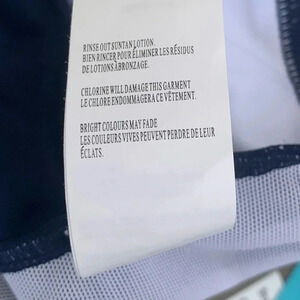 RINSE OUT SUNTAN LOTION
BIEN RINCER POUR ÉLIMINER LES RÉSIDUS
DE LOTIONS ABRONZAGE.
CHLORINE WILL DAMAGE THIS GARMENT
LE CHLORE ENDOMMAGERA CE VÊTEMENT.
BRIGHT COLOURS MAY FADE
LES COULEURS VIVES PEUVENT PERDRE DE LEUR
ÉCLATS.